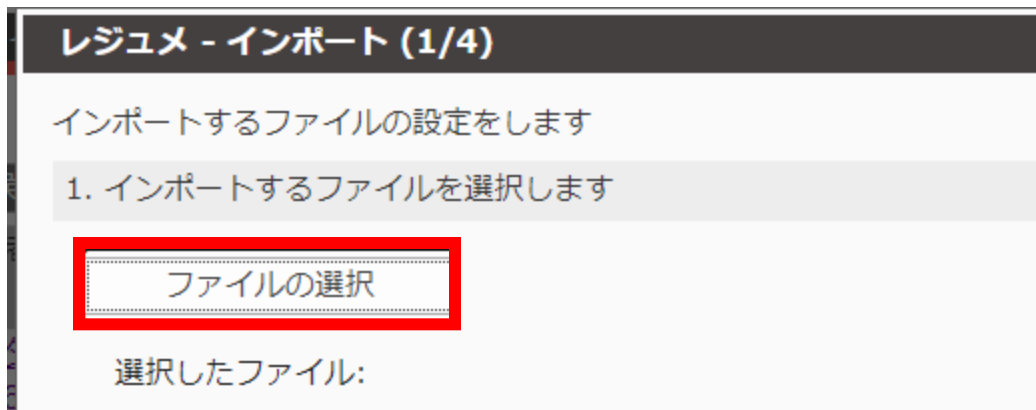 レジュメ - インポート (1/4)
インポートするファイルの設定をします
1. インポートするファイルを選択します
ファイルの選択
選択したファイル: